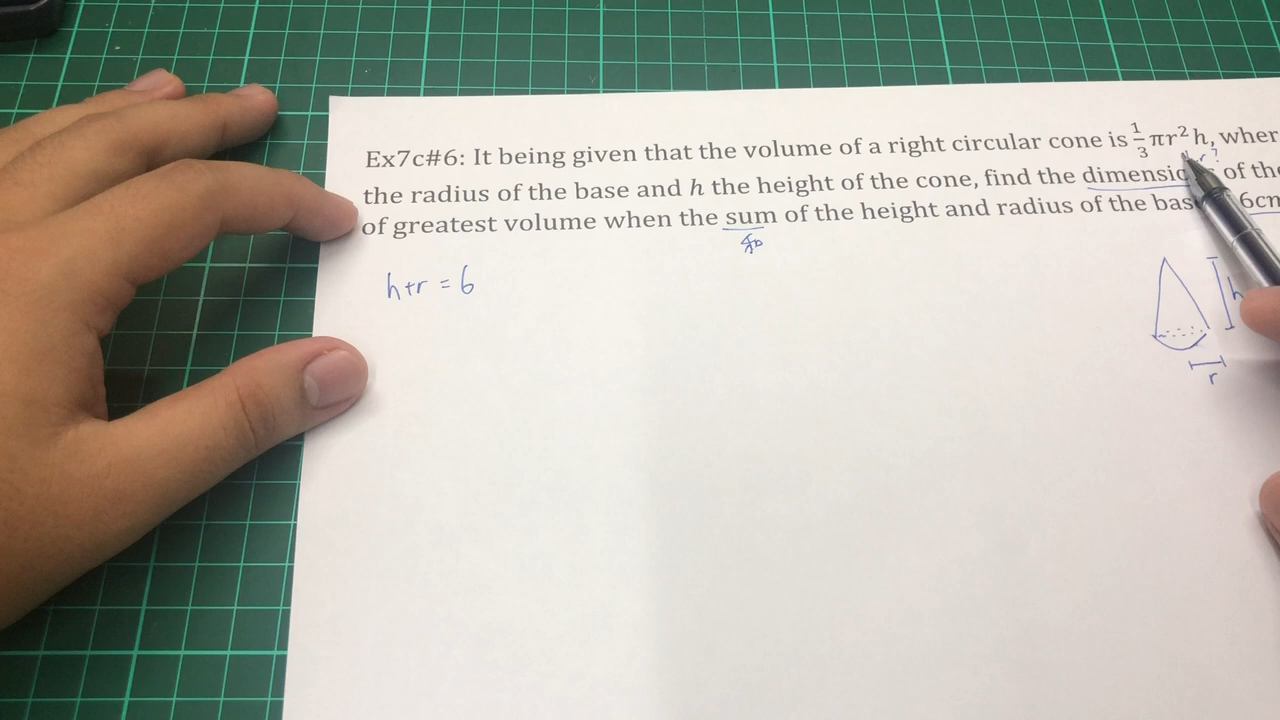 Ex7c#6: It being given that the volume of a right circular cone is 1/3 πr²h, wher
the radius of the base and h the height of the cone, find the dimensio of the
of greatest volume when the sum of the height and radius of the bas 6cm
h+r = 6
h
r